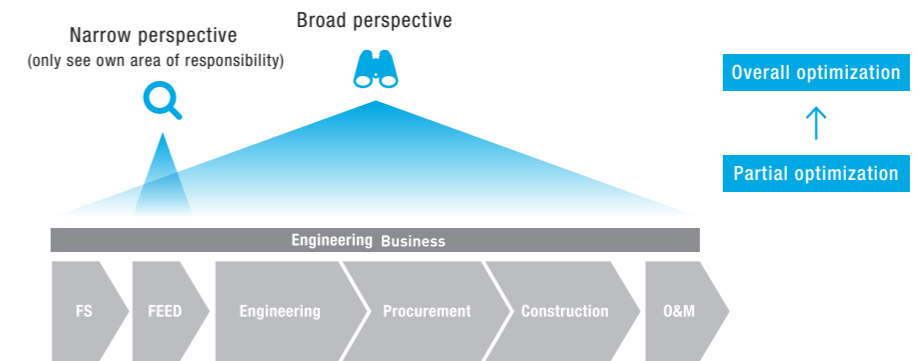 Broad perspective
Narrow perspective
(only see own area of responsibility)
Overall optimization
Partial optimization
Engineering Business
FS
FEED
Engineering
Procurement
Construction
O&M